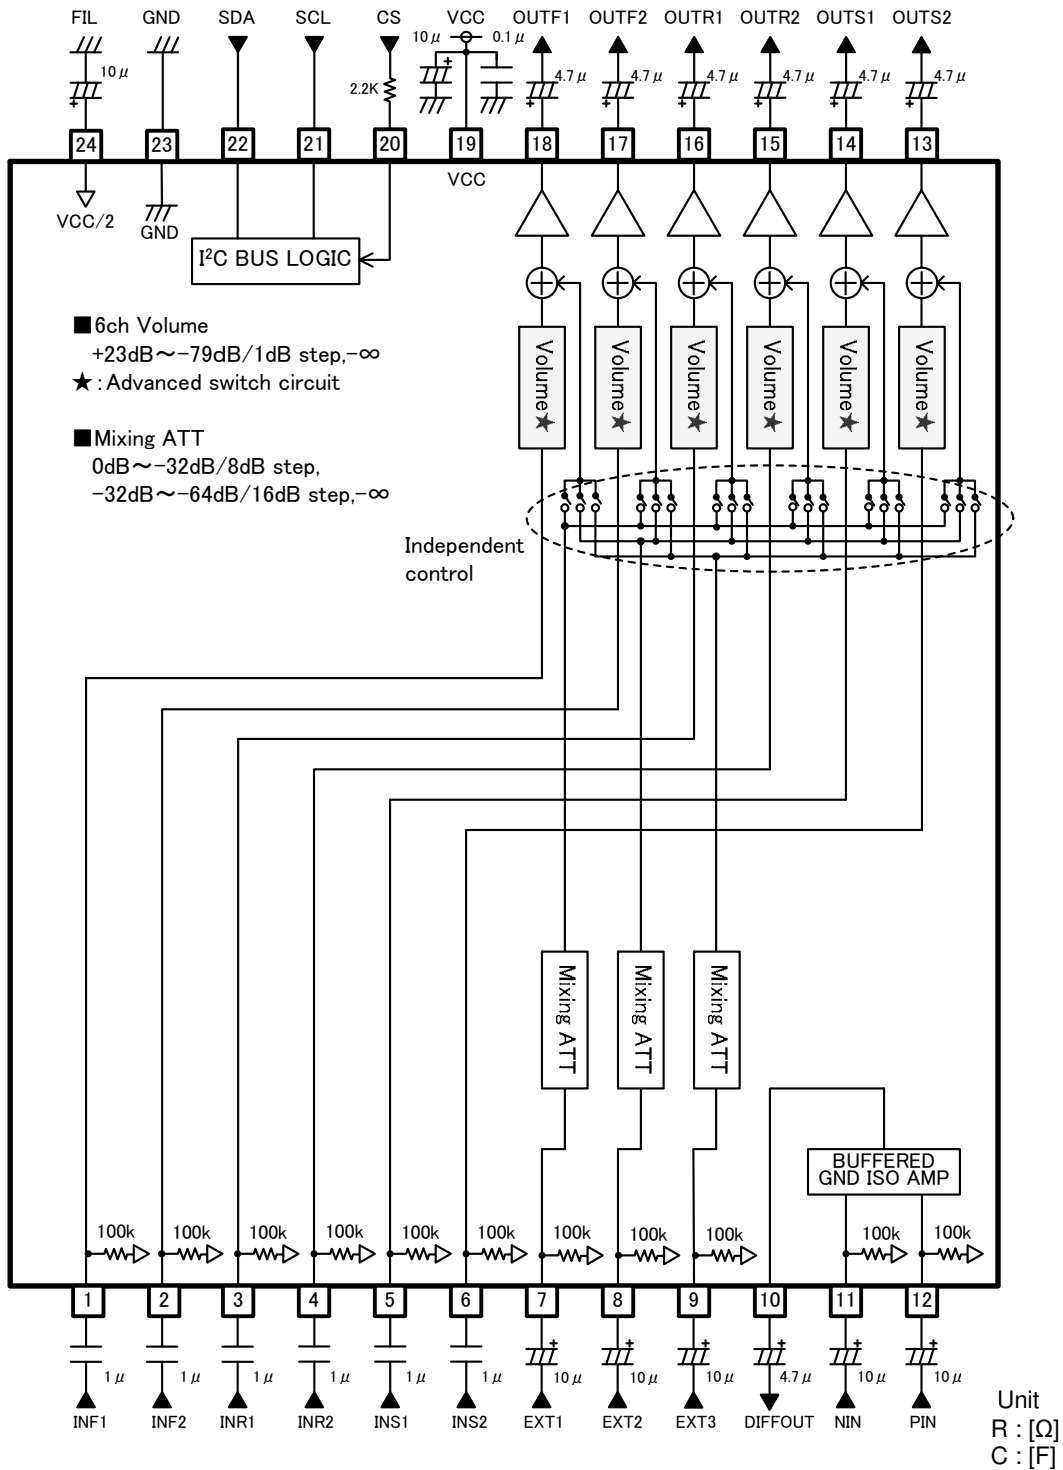 FIL GND SDA SCL CS VCC OUTF1 OUTF2 OUTR1 OUTR2 OUTS1 OUTS2
10μ 0.1μ
10μ 4.7μ 4.7μ 4.7μ 4.7μ 4.7μ 4.7μ
2.2K
24 23 22 21 20 19 18 17 16 15 14 13
VCC
VCC/2
GND
I²C BUS LOGIC
■6ch Volume
+23dB～-79dB/1dB step,-∞
★:Advanced switch circuit
Volume★ Volume★ Volume★ Volume★ Volume★ Volume★
■Mixing ATT
0dB～-32dB/8dB step,
-32dB～-64dB/16dB step,-∞
Independent
control
Mixing ATT Mixing ATT Mixing ATT
BUFFERED
GND ISO AMP
100k 100k 100k 100k 100k 100k 100k 100k 100k 100k 100k
1 2 3 4 5 6 7 8 9 10 11 12
1μ 1μ 1μ 1μ 1μ 1μ 10μ 10μ 10μ 4.7μ 10μ 10μ
INF1 INF2 INR1 INR2 INS1 INS2 EXT1 EXT2 EXT3 DIFFOUT NIN PIN
Unit
R : [Ω]
C : [F]